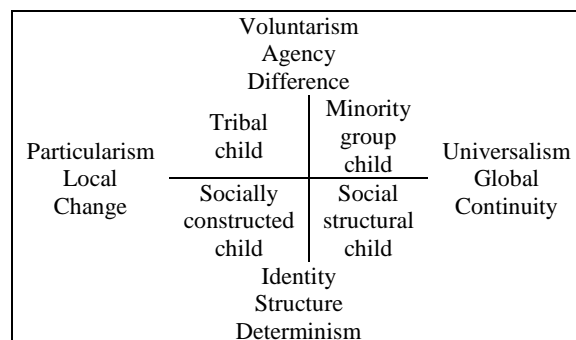 Voluntarism
Agency
Difference
Tribal
child
Minority
group
child
Particularism
Local
Change
Universalism
Global
Continuity
Socially
constructed
child
Social
structural
child
Identity
Structure
Determinism